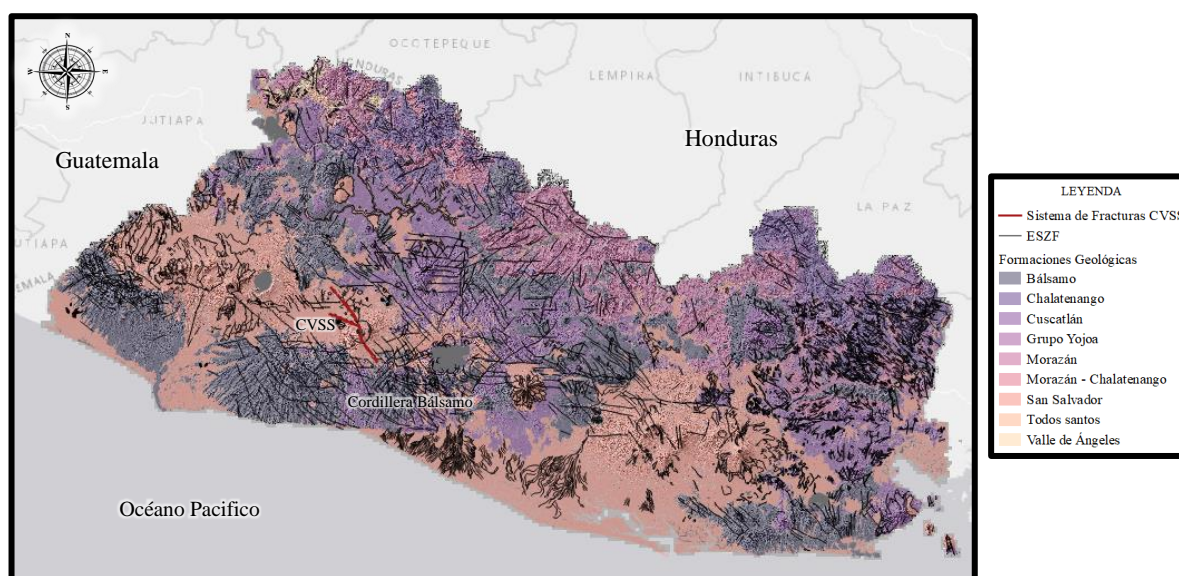 N
W
E
S
OCOTEPEQUE
HONDURAS
LEMPIRA
INTIBUCA
JUTIAPA
Honduras
Guatemala
LA PAZ
CVSS
Cordillera Bálsamo
Océano Pacifico
LEYENDA
Sistema de Fracturas CVSS
ESZF
Formaciones Geológicas
Bálsamo
Chalatenango
Cuscatlán
Grupo Yojoa
Morazán
Morazán - Chalatenango
San Salvador
Todos santos
Valle de Ángeles